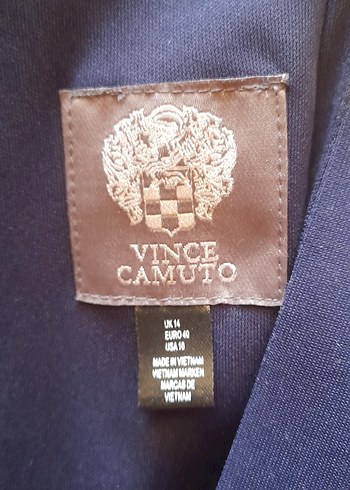 VINCE
CAMUTO
UK 14
EURO 40
USA 10
MADE IN VIETNAM
VIETNAM MARKEN
MARCAS DE
VIETNAM